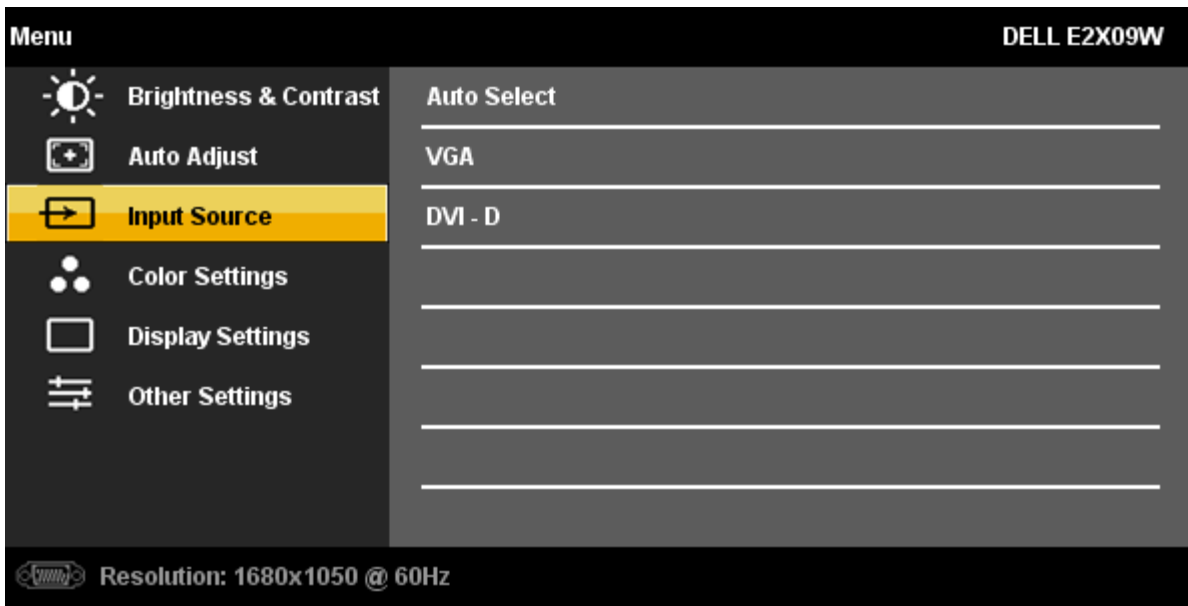 Menu DELL E2X09W
Brightness & Contrast Auto Select
Auto Adjust VGA
Input Source DVI - D
Color Settings
Display Settings
Other Settings
Resolution: 1680x1050 @ 60Hz